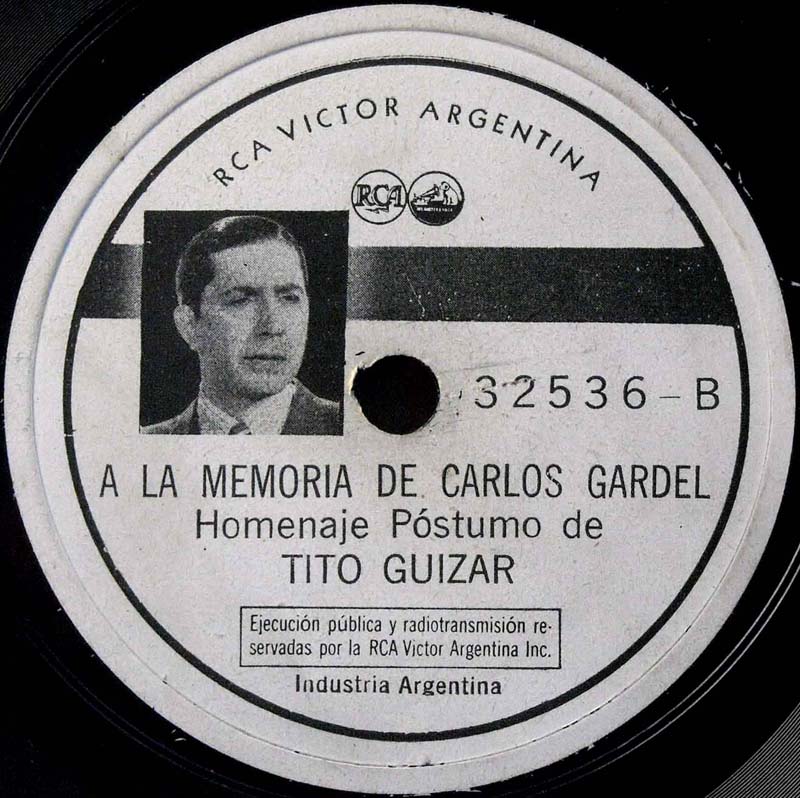 RCA VICTOR ARGENTINA
RCA
32536-B
A LA MEMORIA DE CARLOS GARDEL
Homenaje Póstumo de
TITO GUIZAR
Ejecución pública y radiotransmisión re-
servadas por la RCA Victor Argentina Inc.
Industria Argentina